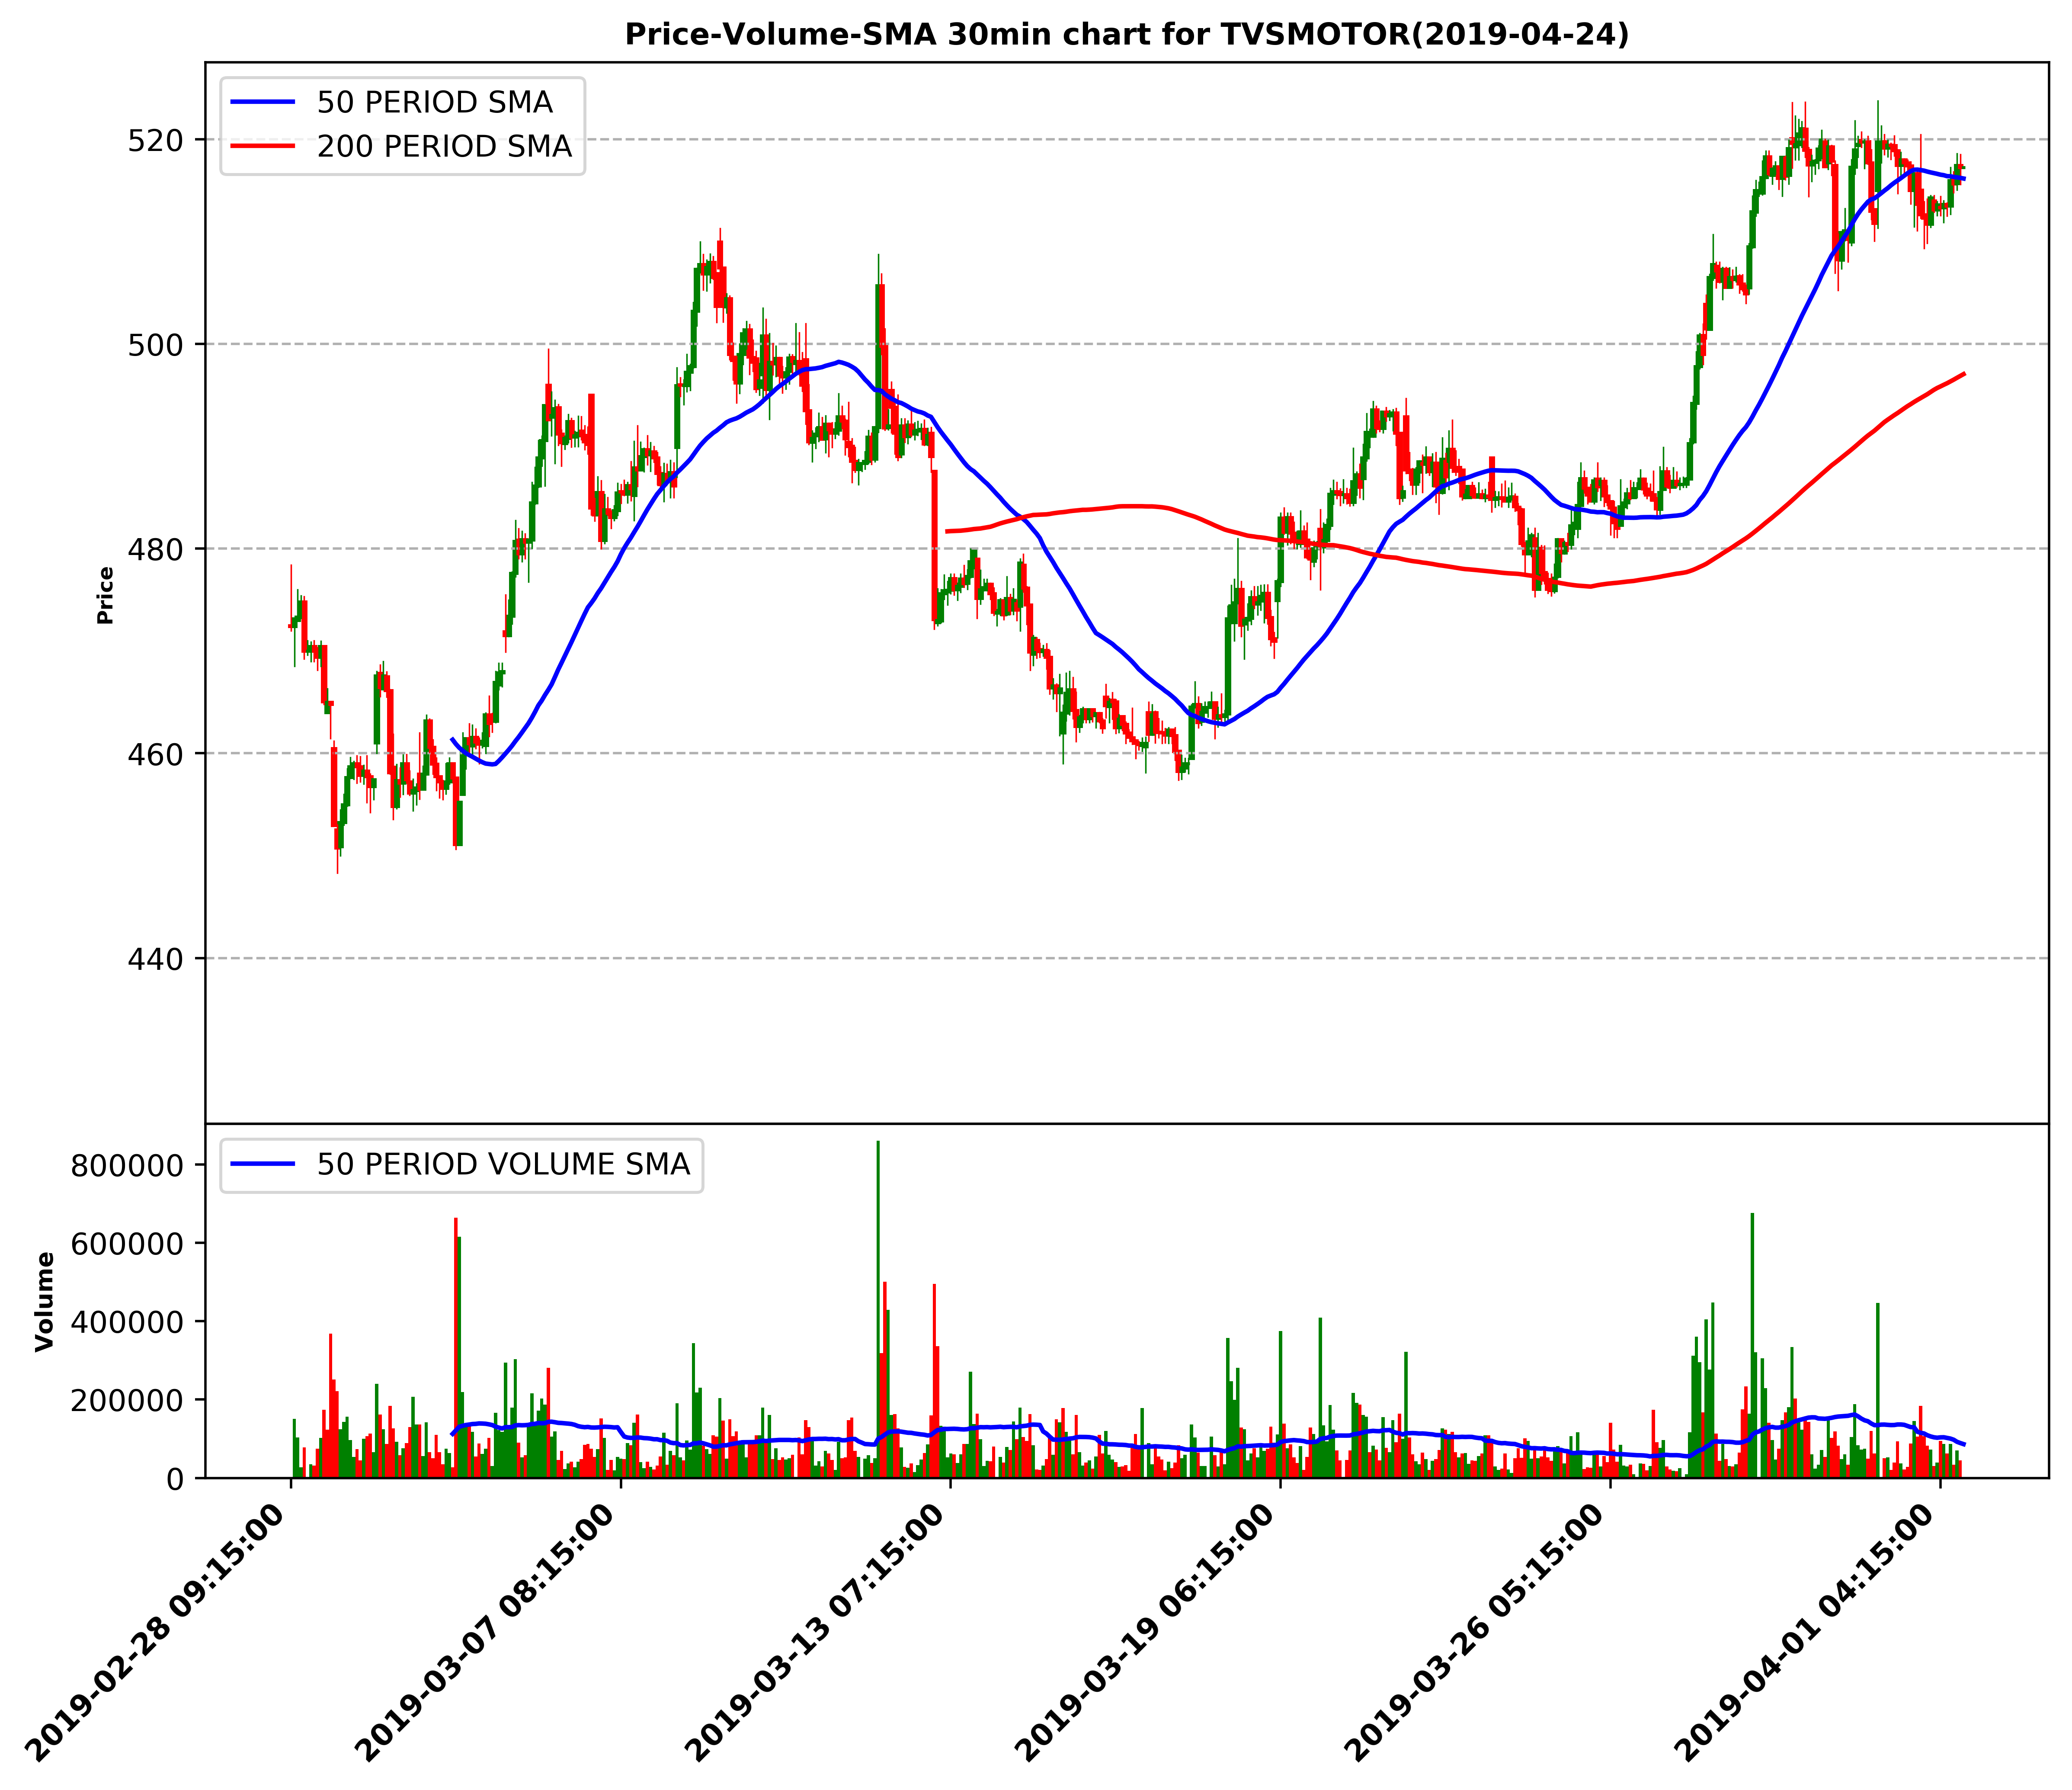 Price-Volume-SMA 30min chart for TVSMOTOR(2019-04-24)
50 PERIOD SMA
200 PERIOD SMA
520
500
480
460
440
Price
50 PERIOD VOLUME SMA
800000
600000
400000
200000
0
Volume
2019-02-28 09:15:00
2019-03-07 08:15:00
2019-03-13 07:15:00
2019-03-19 06:15:00
2019-03-26 05:15:00
2019-04-01 04:15:00